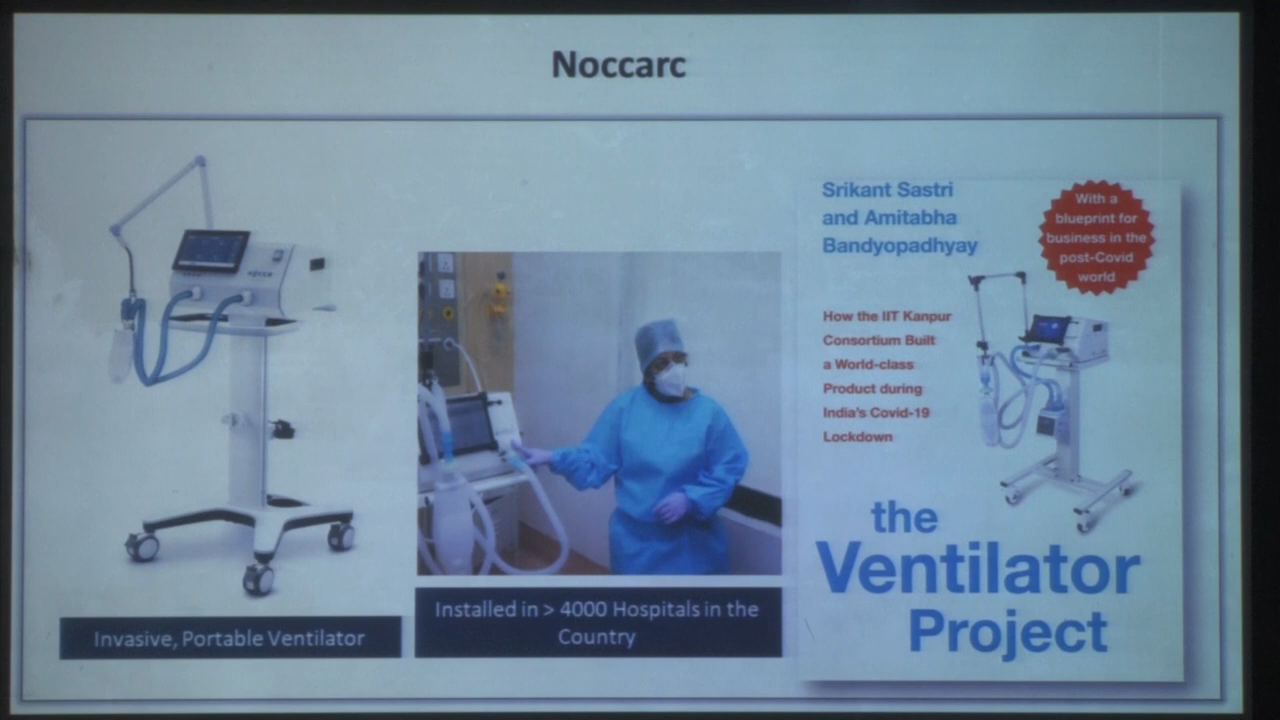 Noccarc
Invasive, Portable Ventilator
Installed in > 4000 Hospitals in the
Country
Srikant Sastri
and Amitabha
Bandyopadhyay
With a
blueprint for
business in the
post-Covid
world
How the IIT Kanpur
Consortium Built
a World-class
Product during
India's Covid-19
Lockdown
the
Ventilator
Project